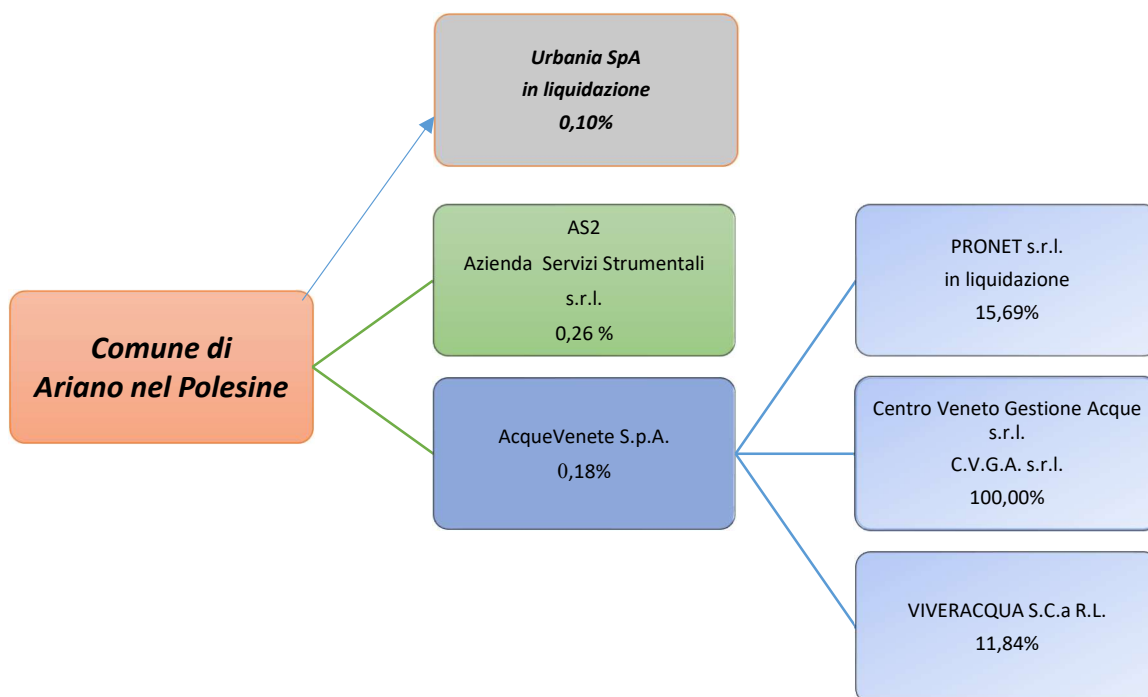 Urbania SpA
in liquidazione
0,10%
AS2
Azienda Servizi Strumentali
s.r.l.
0,26 %
Comune di
Ariano nel Polesine
AcqueVenete S.p.A.
0,18%
PRONET s.r.l.
in liquidazione
15,69%
Centro Veneto Gestione Acque
s.r.l.
C.V.G.A. s.r.l.
100,00%
VIVERACQUA S.C.a R.L.
11,84%